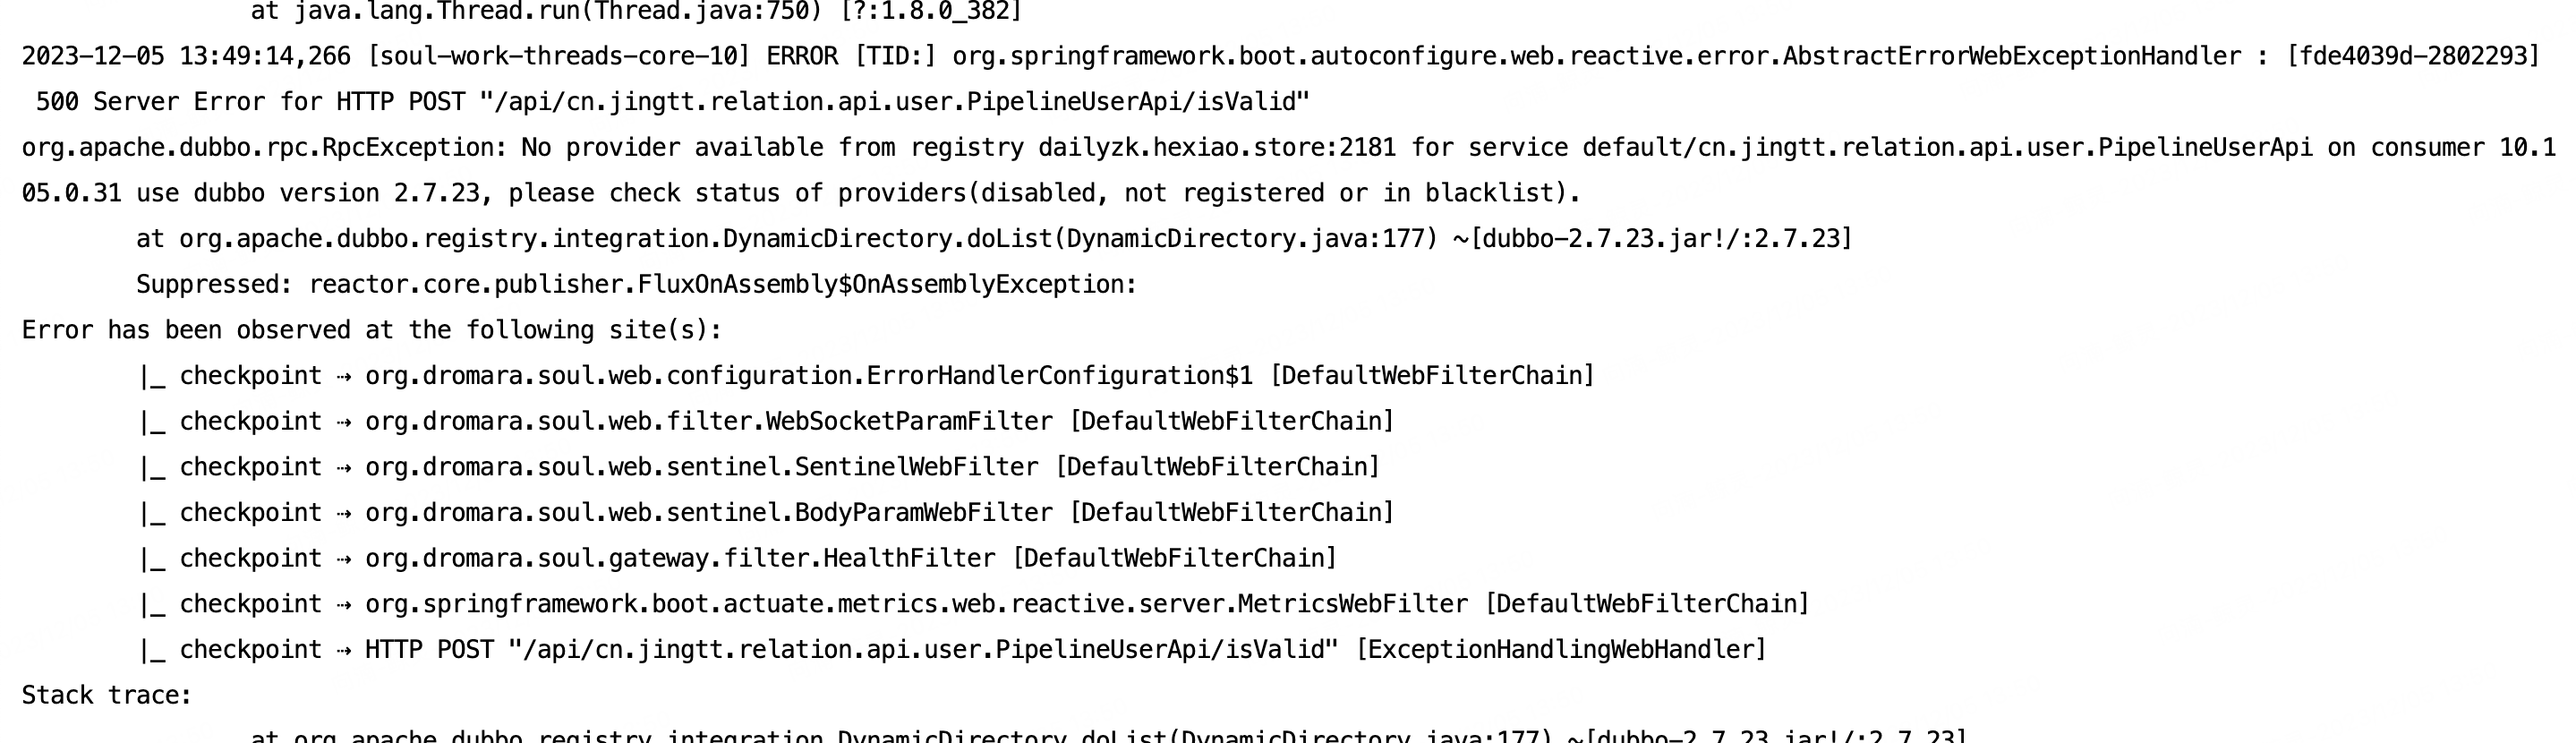 at java.lang.Thread.run(Thread.java:750) [?:1.8.0_382]
2023-12-05 13:49:14,266 [soul-work-threads-core-10] ERROR [TID:] org.springframework.boot.autoconfigure.web.reactive.error.AbstractErrorWebExceptionHandler : [fde4039d-2802293]
500 Server Error for HTTP POST "/api/cn.jingtt.relation.api.user.PipelineUserApi/isValid"
org.apache.dubbo.rpc.RpcException: No provider available from registry dailyzk.hexiao.store:2181 for service default/cn.jingtt.relation.api.user.PipelineUserApi on consumer 10.1
05.0.31 use dubbo version 2.7.23, please check status of providers(disabled, not registered or in blacklist).
at org.apache.dubbo.registry.integration.DynamicDirectory.doList(DynamicDirectory.java:177) ~[dubbo-2.7.23.jar!/:2.7.23]
Suppressed: reactor.core.publisher.FluxOnAssembly$OnAssemblyException:
Error has been observed at the following site(s):
|_ checkpoint ⇢ org.dromara.soul.web.configuration.ErrorHandlerConfiguration$1 [DefaultWebFilterChain]
|_ checkpoint ⇢ org.dromara.soul.web.filter.WebSocketParamFilter [DefaultWebFilterChain]
|_ checkpoint ⇢ org.dromara.soul.web.sentinel.SentinelWebFilter [DefaultWebFilterChain]
|_ checkpoint ⇢ org.dromara.soul.web.sentinel.BodyParamWebFilter [DefaultWebFilterChain]
|_ checkpoint ⇢ org.dromara.soul.gateway.filter.HealthFilter [DefaultWebFilterChain]
|_ checkpoint ⇢ org.springframework.boot.actuate.metrics.web.reactive.server.MetricsWebFilter [DefaultWebFilterChain]
|_ checkpoint ⇢ HTTP POST "/api/cn.jingtt.relation.api.user.PipelineUserApi/isValid" [ExceptionHandlingWebHandler]
Stack trace:
at org.apache.dubbo.registry.integration.DynamicDirectory.doList(DynamicDirectory.java:177) ~[dubbo-2.7.23.jar!/:2.7.23]